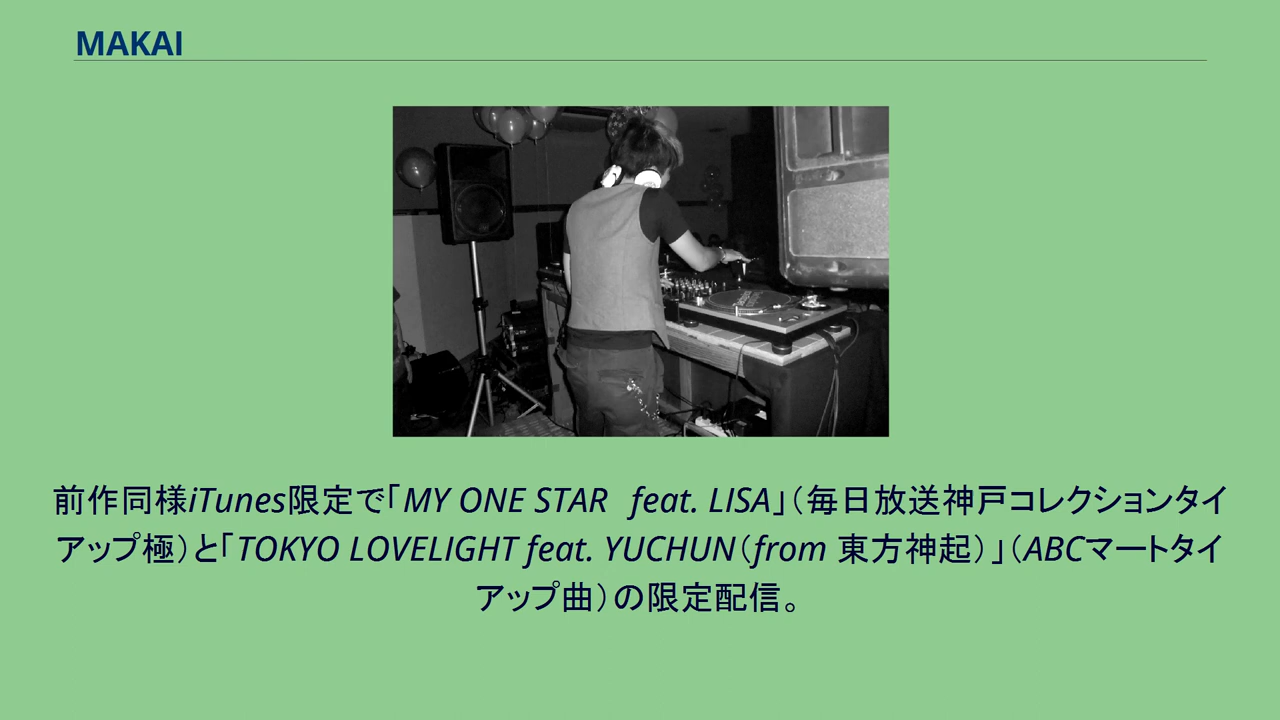 MAKAI
前作同様iTunes限定で「MY ONE STAR feat. LISA」（毎日放送神戸コレクションタイ
アップ極）と「TOKYO LOVELIGHT feat. YUCHUN（from 東方神起）」（ABCマートタイ
アップ曲）の限定配信。